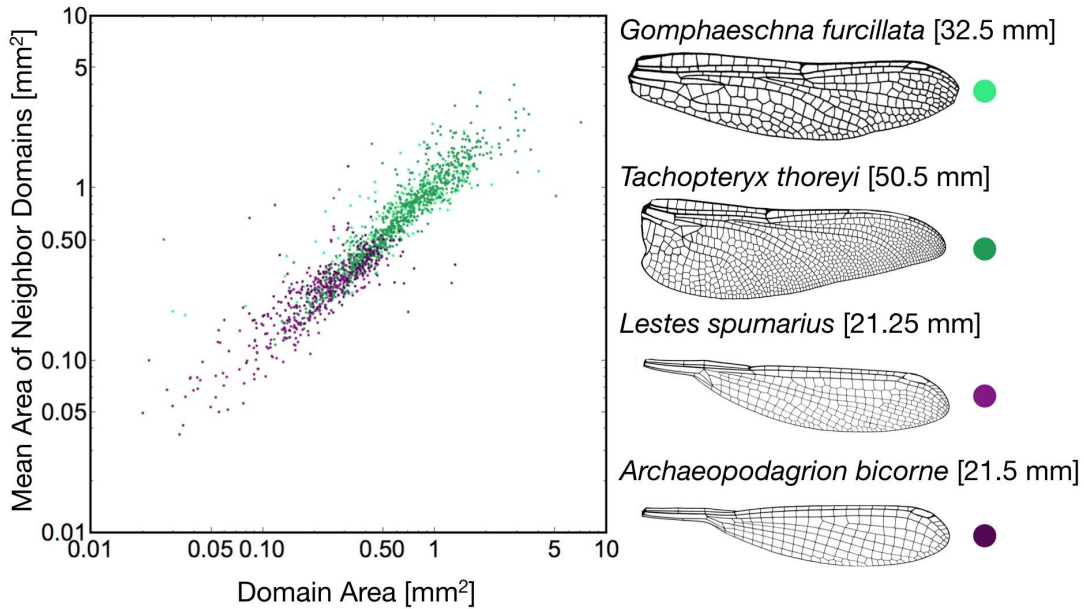 Mean Area of Neighbor Domains [mm²]
10
5
1
0.50
0.10
0.05
0.01
0.01
0.05
0.10
0.50
1
5
10
Domain Area [mm²]
Gomphaeschna furcillata [32.5 mm]
Tachopteryx thoreyi [50.5 mm]
Lestes spumarius [21.25 mm]
Archaeopodagrion bicorne [21.5 mm]